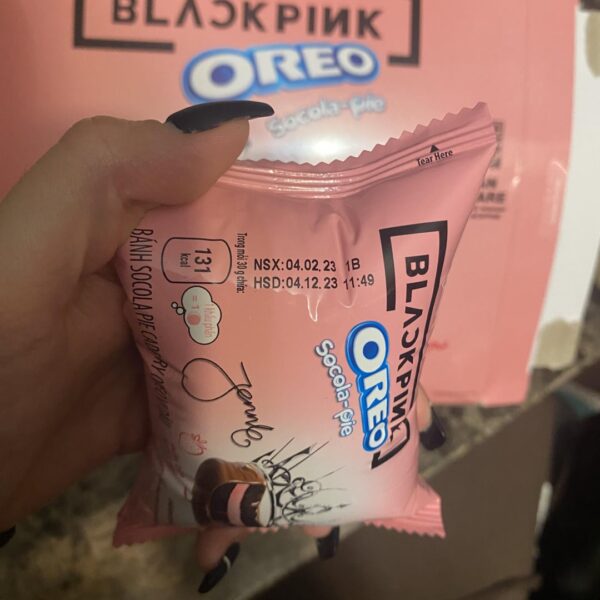 BLACKPINK
OREO
Socola-pie
Tear Here
Trong mỗi 30 g chứa:
131
kcal
NSX:04.02.23 1B
HSD:04.12.23 11:49
BLACKPINK
OREO
Socola-pie
BÁNH SOCOLA PIE
Jennie